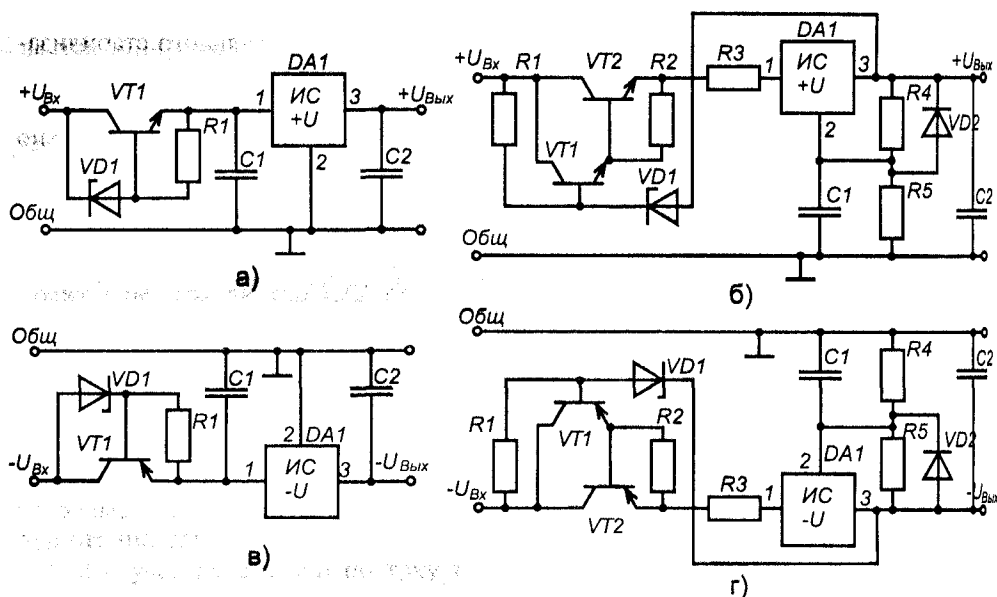 +U Вх
VT1
DA1
ИС
+U
1
3
2
+U Вых
R1
C1
C2
VD1
Общ
а)
+U Вх
R1
VT2
R2
R3
DA1
1
ИС
+U
3
2
+U Вых
R4
VD2
VT1
VD1
C1
R5
C2
Общ
б)
Общ
VD1
C1
C2
VT1
R1
2
DA1
-U Вх
1
ИС
-U
3
-U Вых
в)
Общ
VD1
C1
R4
C2
R1
VT1
R2
R5
VD2
2
DA1
-U Вх
R3
1
ИС
-U
3
-U Вых
VT2
г)